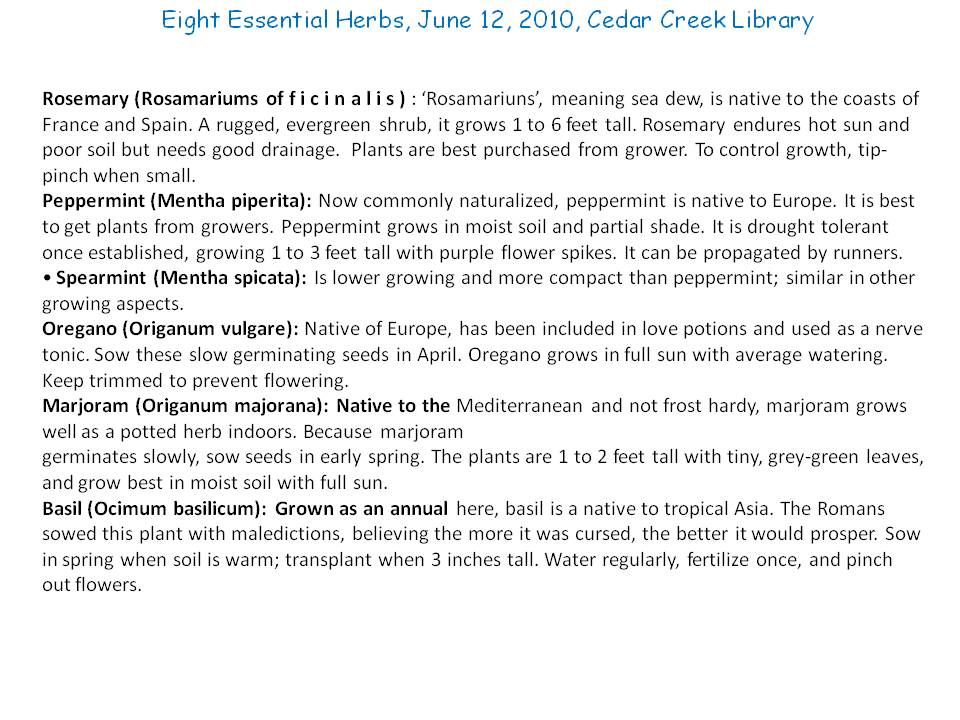 Eight Essential Herbs, June 12, 2010, Cedar Creek Library
Rosemary (Rosamariums of f i c i n a l i s ) : ‘Rosamariuns’, meaning sea dew, is native to the coasts of
France and Spain. A rugged, evergreen shrub, it grows 1 to 6 feet tall. Rosemary endures hot sun and
poor soil but needs good drainage. Plants are best purchased from grower. To control growth, tip-
pinch when small.
Peppermint (Mentha piperita): Now commonly naturalized, peppermint is native to Europe. It is best
to get plants from growers. Peppermint grows in moist soil and partial shade. It is drought tolerant
once established, growing 1 to 3 feet tall with purple flower spikes. It can be propagated by runners.
• Spearmint (Mentha spicata): Is lower growing and more compact than peppermint; similar in other
growing aspects.
Oregano (Origanum vulgare): Native of Europe, has been included in love potions and used as a nerve
tonic. Sow these slow germinating seeds in April. Oregano grows in full sun with average watering.
Keep trimmed to prevent flowering.
Marjoram (Origanum majorana): Native to the Mediterranean and not frost hardy, marjoram grows
well as a potted herb indoors. Because marjoram
germinates slowly, sow seeds in early spring. The plants are 1 to 2 feet tall with tiny, grey-green leaves,
and grow best in moist soil with full sun.
Basil (Ocimum basilicum): Grown as an annual here, basil is a native to tropical Asia. The Romans
sowed this plant with maledictions, believing the more it was cursed, the better it would prosper. Sow
in spring when soil is warm; transplant when 3 inches tall. Water regularly, fertilize once, and pinch
out flowers.